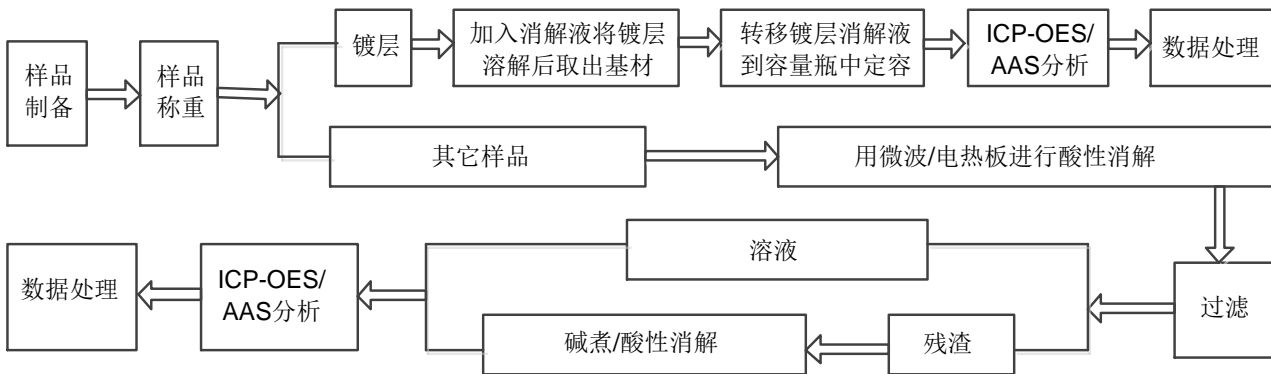 样品
制备
样品
称重
镀层
加入消解液将镀层
溶解后取出基材
转移镀层消解液
到容量瓶中定容
ICP-OES/
AAS分析
数据处理
其它样品
用微波/电热板进行酸性消解
过滤
溶液
残渣
碱煮/酸性消解
ICP-OES/
AAS分析
数据处理